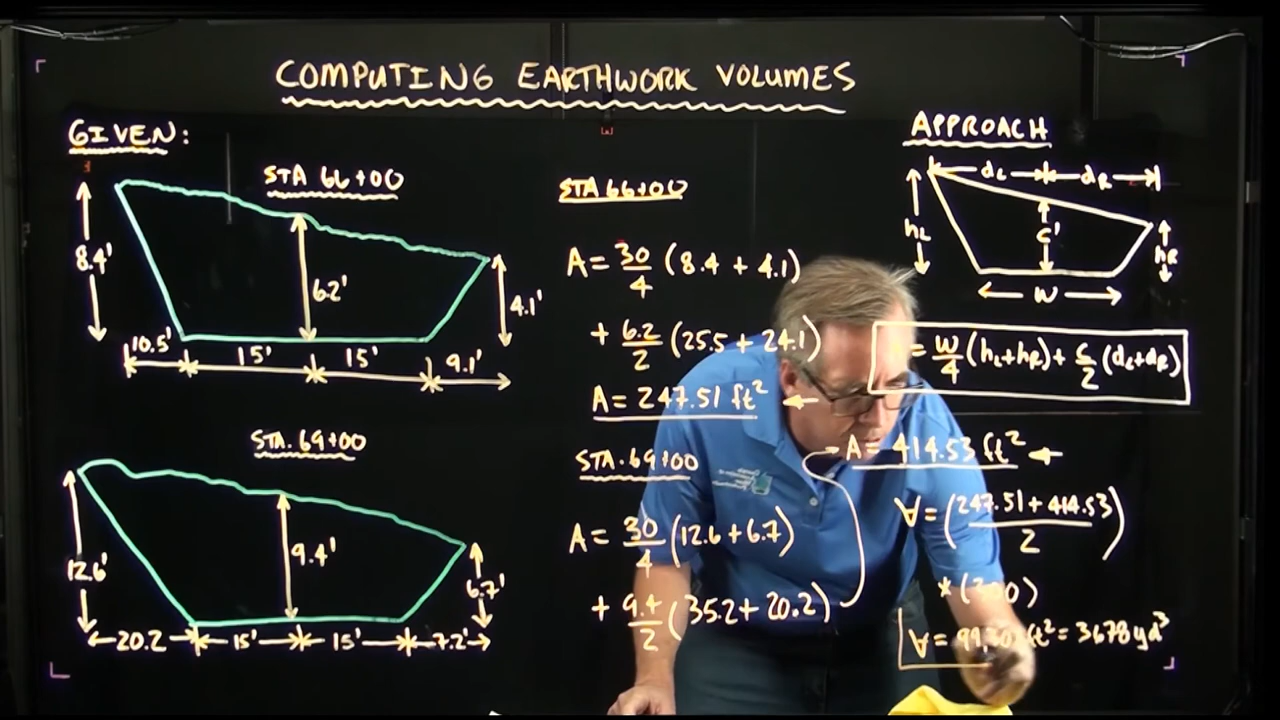 COMPUTING EARTHWORK VOLUMES
GIVEN:
STA 66+00
8.4'
6.2'
4.1'
10.5' 15' 15' 9.1'
STA. 69+00
12.6'
9.4'
6.7'
20.2 15' 15' 7.2'
STA 66+00
A = 30/4 (8.4 + 4.1)
+ 6.2/2 (25.5 + 24.1)
A = 247.51 ft²
STA. 69+00
A = 30/4 (12.6 + 6.7)
+ 9.4/2 (35.2 + 20.2)
APPROACH
dL dR
hL C' hR
W
= W/4 (hL+hR) + C/2 (dL+dR)
A = 414.53 ft²
V = (247.51 + 414.53 / 2)
* (300)
V = ft² = 3678 yd³